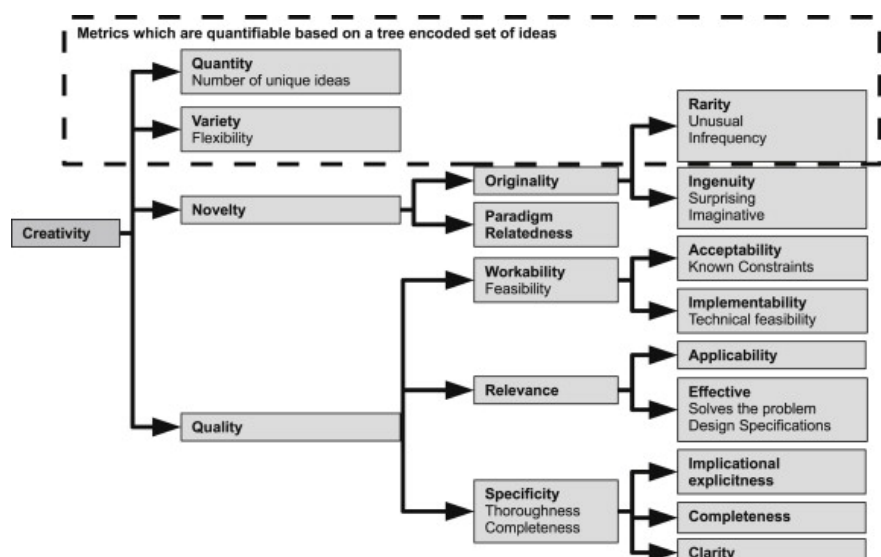 Metrics which are quantifiable based on a tree encoded set of ideas
Quantity
Number of unique ideas
Variety
Flexibility
Rarity
Unusual
Infrequency
Originality
Ingenuity
Surprising
Imaginative
Novelty
Paradigm
Relatedness
Creativity
Workability
Feasibility
Acceptability
Known Constraints
Implementability
Technical feasibility
Relevance
Applicability
Effective
Solves the problem
Design Specifications
Quality
Specificity
Thoroughness
Completeness
Implicational
explicitness
Completeness
Clarity